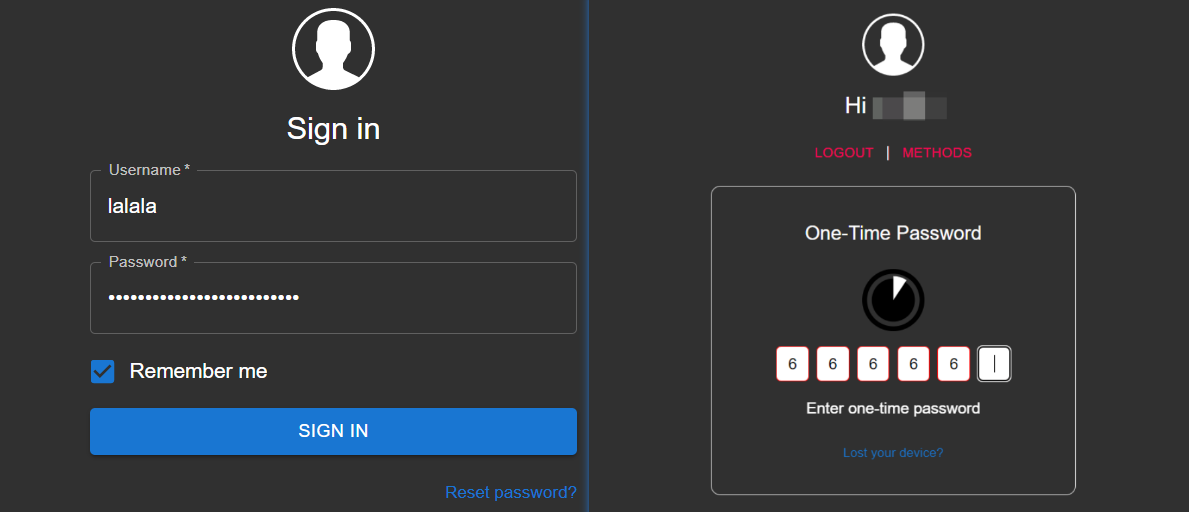 Sign in
Username *
lalala
Password *
••••••••••••••••••••••••••
Remember me
SIGN IN
Reset password?
Hi
LOGOUT | METHODS
One-Time Password
6 6 6 6 6
Enter one-time password
Lost your device?